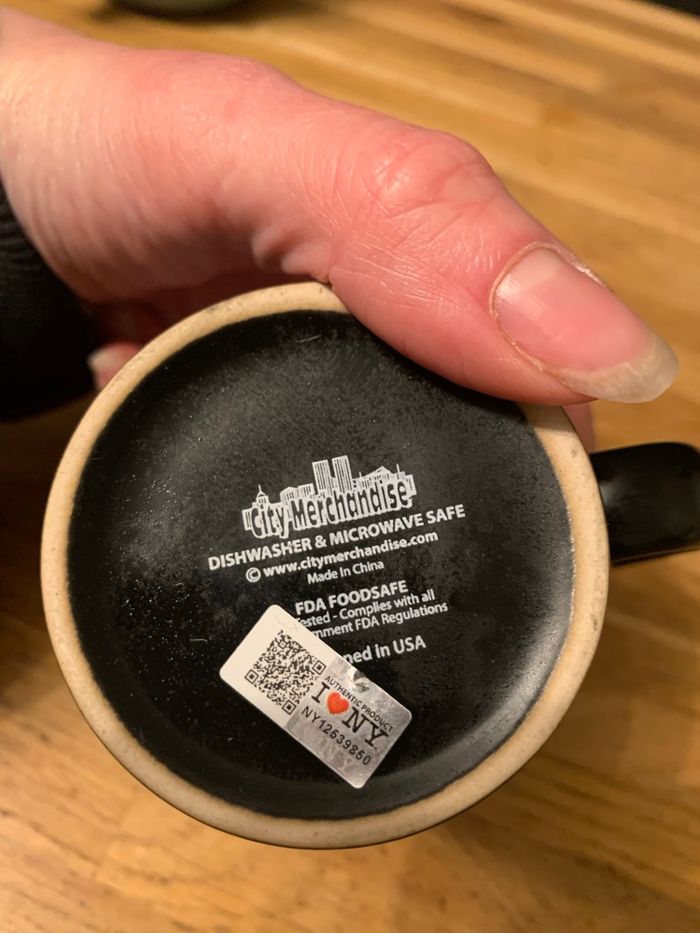 City Merchandise
DISHWASHER & MICROWAVE SAFE
© www.citymerchandise.com
Made In China
FDA FOODSAFE
ested - Complies with all
nment FDA Regulations
ned in USA
AUTHENTIC PRODUCT
I ❤ NY
NY12639850